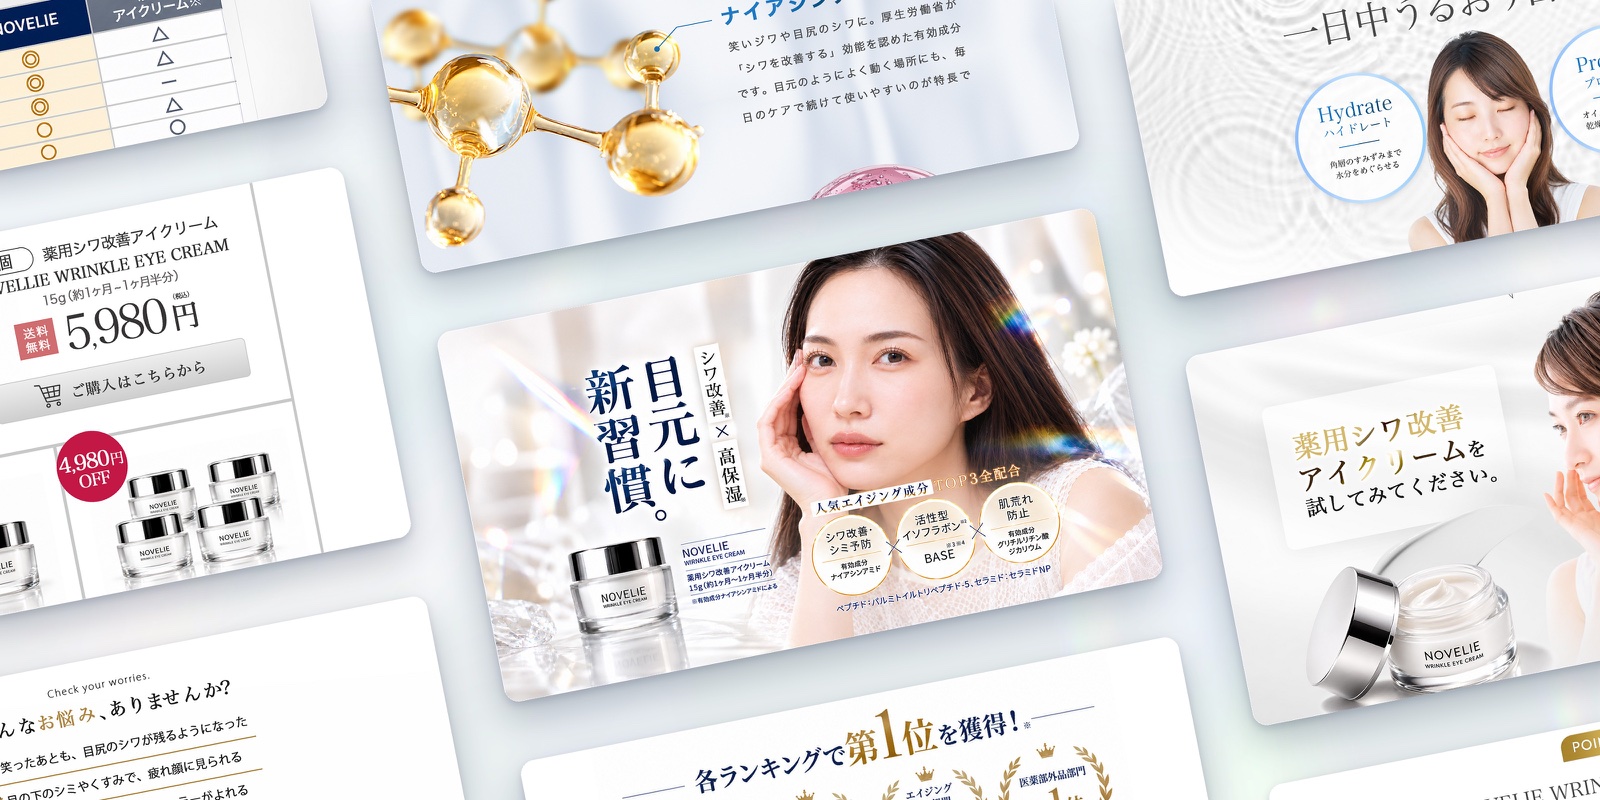 NOVELIE
アイクリーム※
薬用シワ改善アイクリーム
WRINKLE EYE CREAM
15g(約1ヶ月~1ヶ月半分)
送料
無料
5,980円
(税込)
ご購入はこちらから
4,980円
OFF
NOVELIE
NOVELIE
NOVELIE
NOVELIE
Check your worries.
んなお悩み、ありませんか?
笑ったあとも、目尻のシワが残るようになった
目の下のシミやくすみで、疲れ顔に見られる
笑いジワや目尻のシワに。厚生労働省が
「シワを改善する」効能を認めた有効成分
です。目元のようによく動く場所にも、毎
日のケアで続けて使いやすいのが特長で
目元に
新習慣。
シワ改善※
×
高保湿※
NOVELIE
WRINKLE EYE CREAM
薬用シワ改善アイクリーム
15g(約1ヶ月~1ヶ月半分)
※有効成分ナイアシンアミドによる
NOVELIE
WRINKLE EYE CREAM
人気エイジング成分 TOP3全配合
シワ改善・
シミ予防
有効成分
ナイアシンアミド
×
活性型
イソフラボン※2
BASE
※3 ※4
×
肌荒れ
防止
有効成分
グリチルリチン酸
ジカリウム
ペプチド:パルミトイルトリペプチド-5、セラミド:セラミドNP
各ランキングで第1位を獲得!※
エイジング
医薬部外品部門
一日中うるおう
Hydrate
ハイドレート
角層のすみずみまで
水分をめぐらせる
薬用シワ改善
アイクリームを
試してみてください。
NOVELIE
WRINKLE EYE CREAM